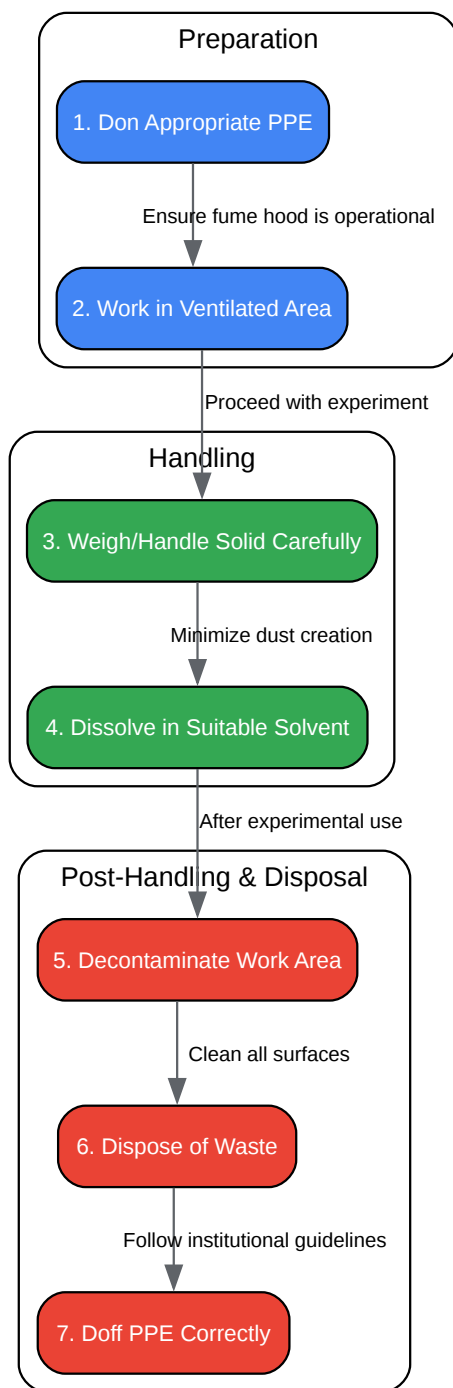 Preparation
1. Don Appropriate PPE
Ensure fume hood is operational
2. Work in Ventilated Area
Proceed with experiment
Handling
3. Weigh/Handle Solid Carefully
Minimize dust creation
4. Dissolve in Suitable Solvent
After experimental use
Post-Handling & Disposal
5. Decontaminate Work Area
Clean all surfaces
6. Dispose of Waste
Follow institutional guidelines
7. Doff PPE Correctly